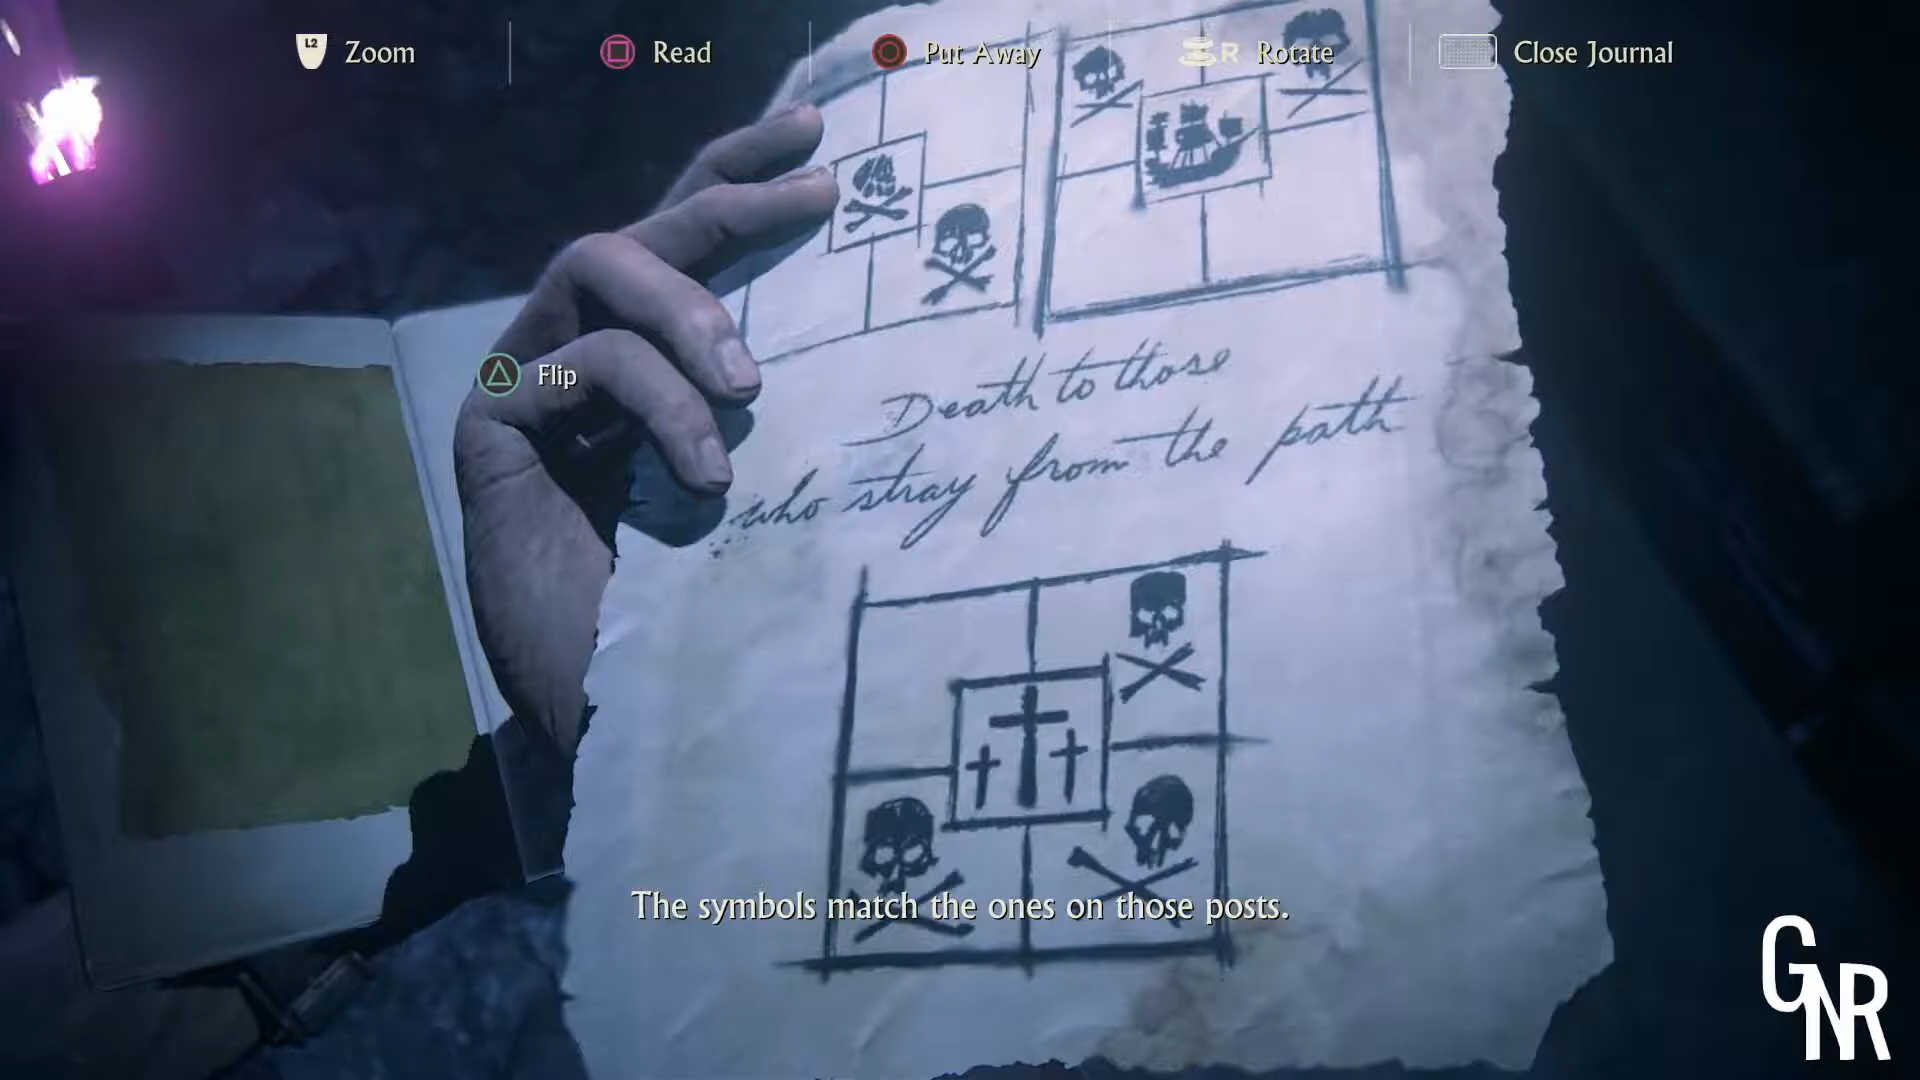 L2 Zoom
Read
Put Away
R Rotate
Close Journal
Flip
Death to those
who stray from the path
The symbols match the ones on those posts.
GNR